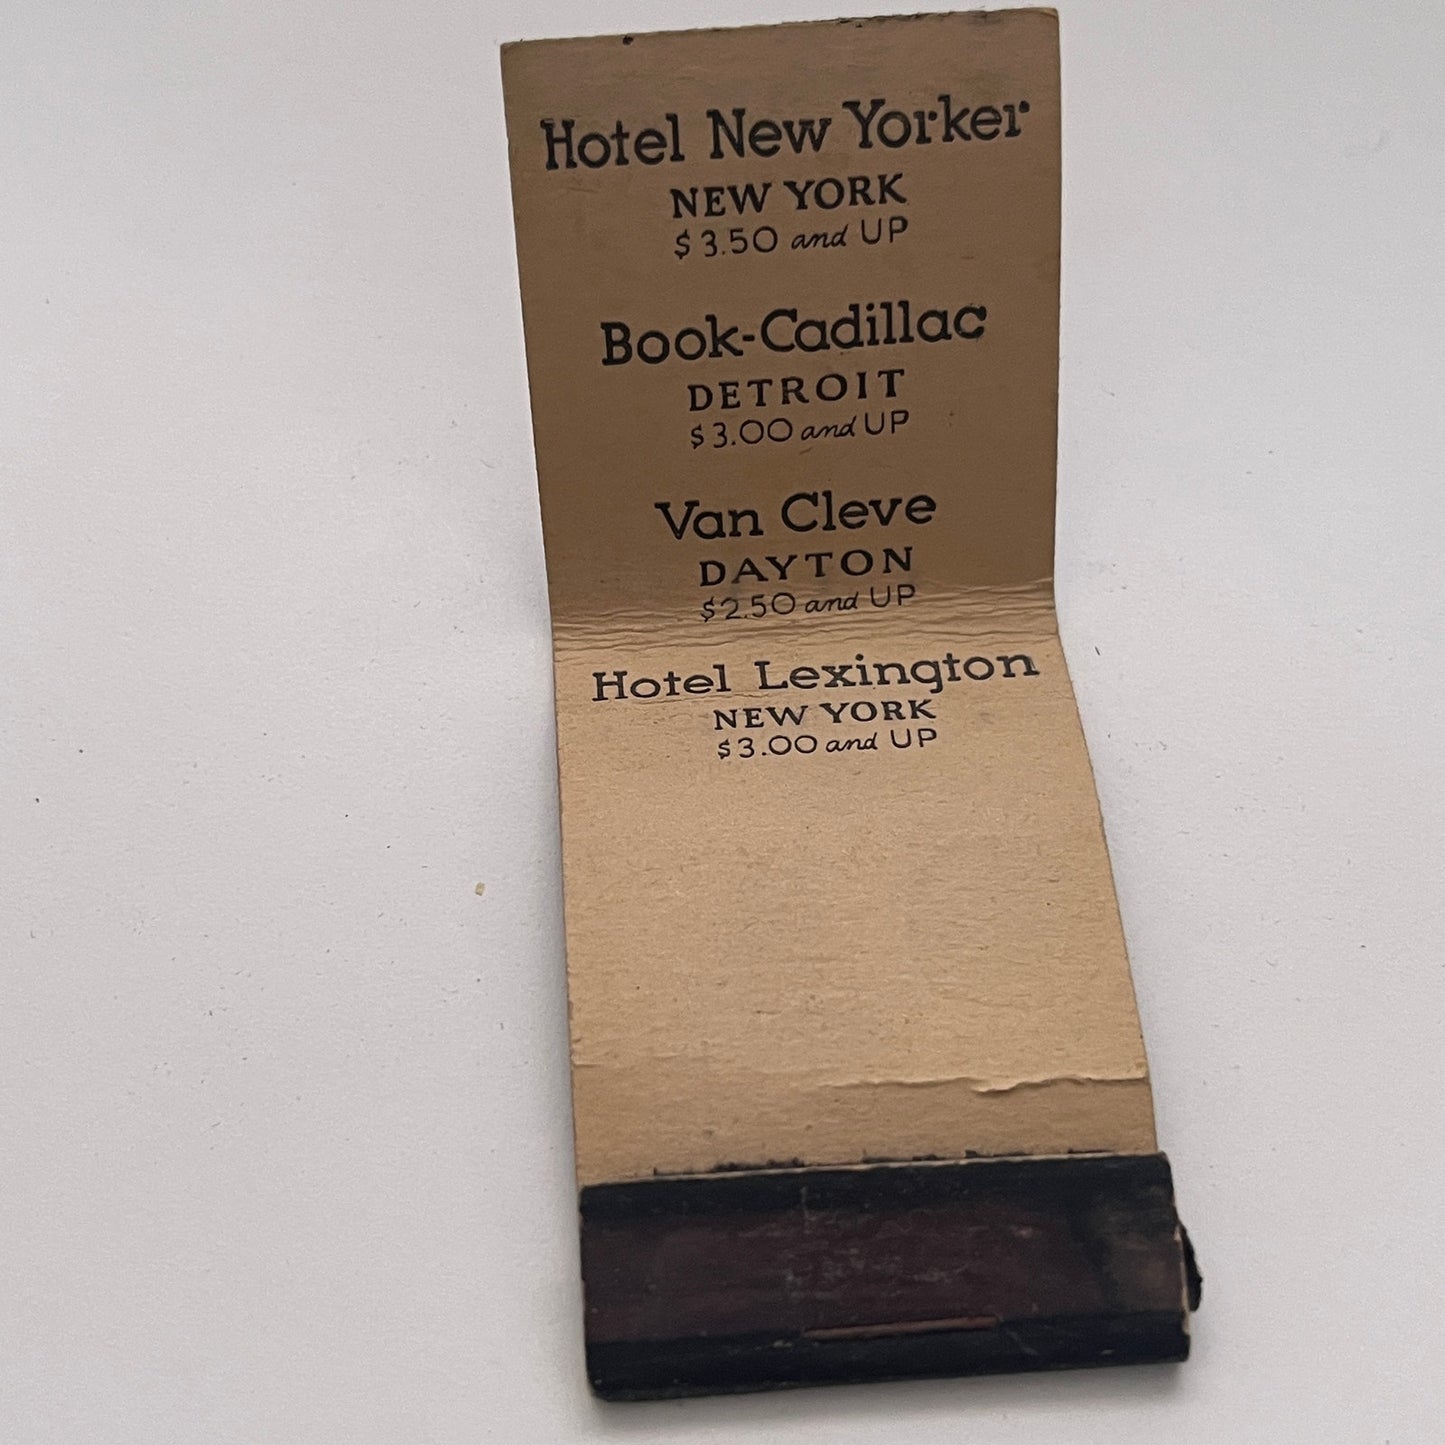 Hotel New Yorker
NEW YORK
$3.50 and UP
Book-Cadillac
DETROIT
$3.00 and UP
Van Cleve
DAYTON
$2.50 and UP
Hotel Lexington
NEW YORK
$3.00 and UP